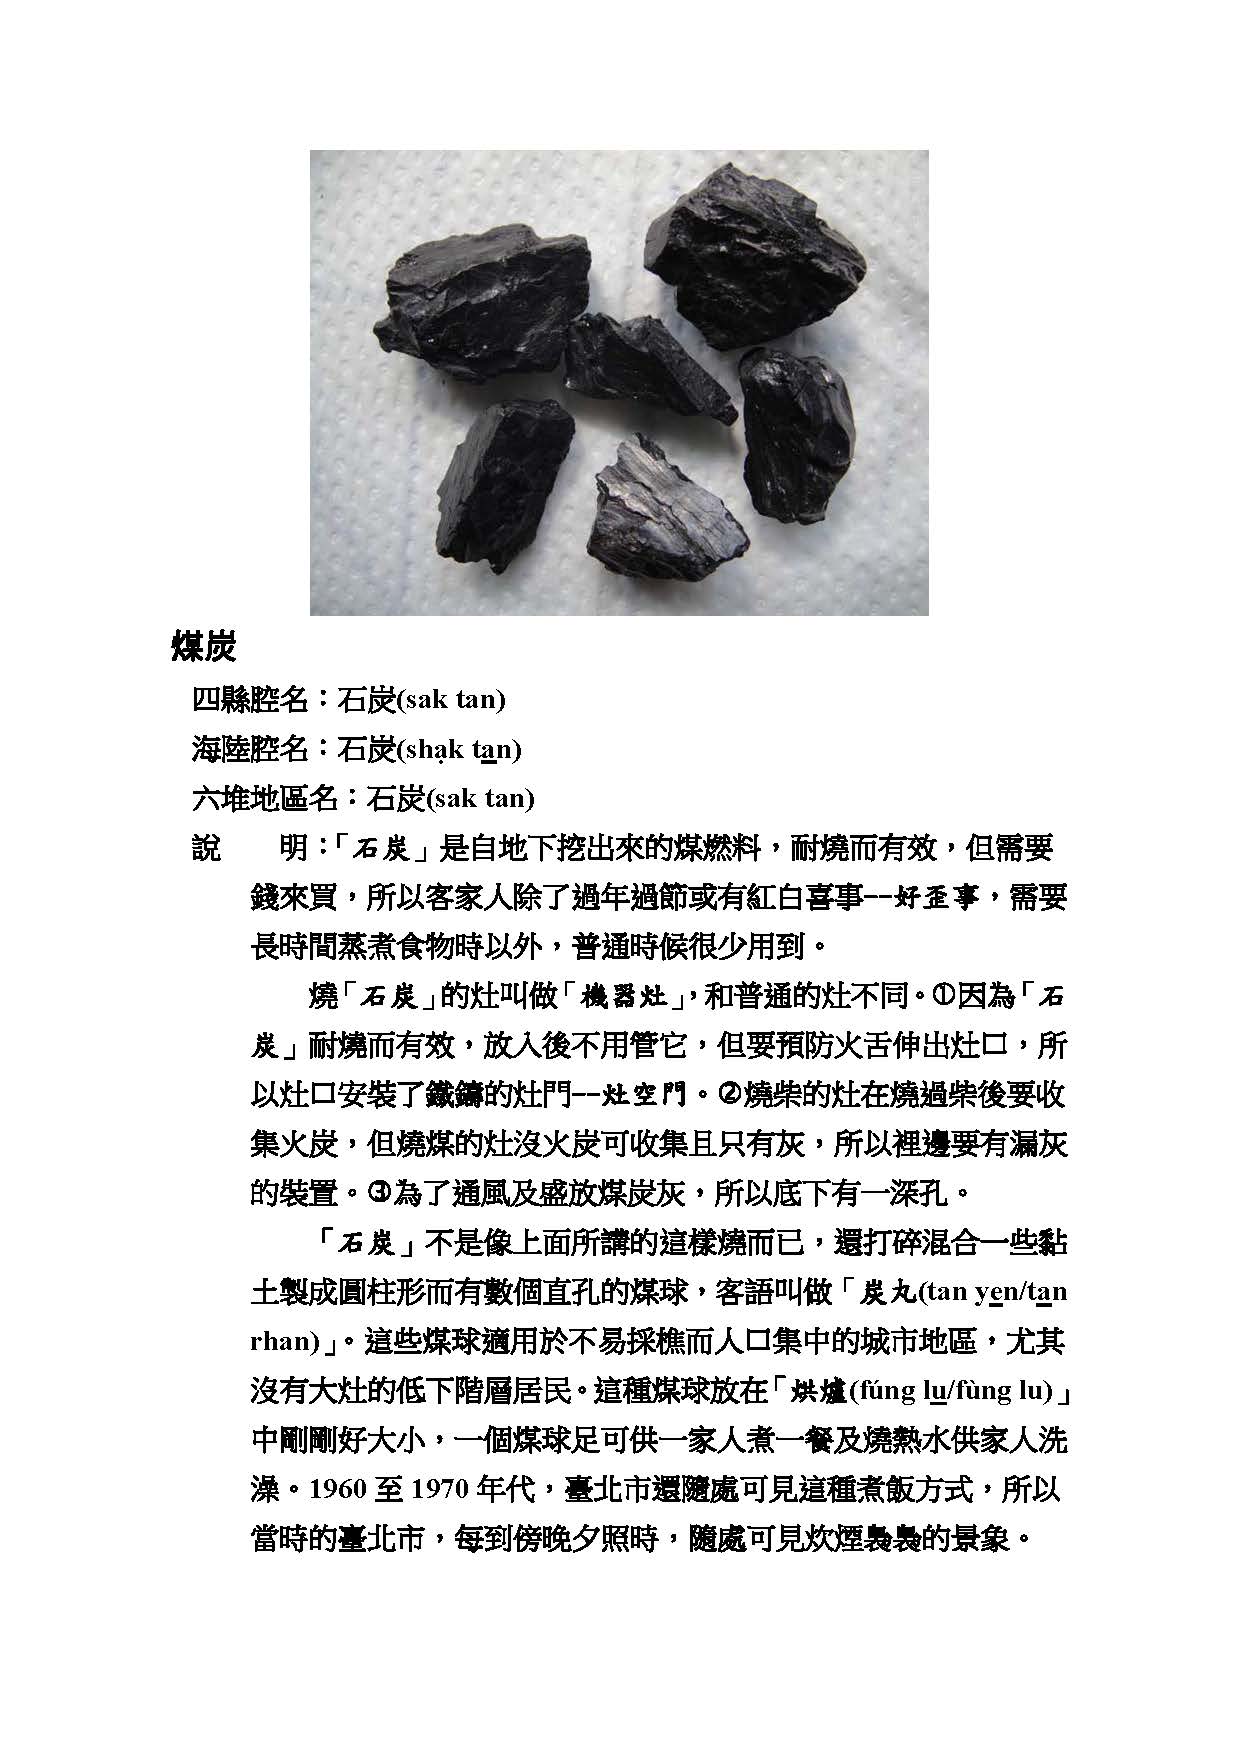 煤炭
四縣腔名：石炭(sak tan)
海陸腔名：石炭(shạk ta̲n)
六堆地區名：石炭(sak tan)
說　　明：「石炭」是自地下挖出來的煤燃料，耐燒而有效，但需要
錢來買，所以客家人除了過年過節或有紅白喜事--好歪事，需要
長時間蒸煮食物時以外，普通時候很少用到。
燒「石炭」的灶叫做「機器灶」，和普通的灶不同。①因為「石
炭」耐燒而有效，放入後不用管它，但要預防火舌伸出灶口，所
以灶口安裝了鐵鑄的灶門--灶空門。②燒柴的灶在燒過柴後要收
集火炭，但燒煤的灶沒火炭可收集且只有灰，所以裡邊要有漏灰
的裝置。③為了通風及盛放煤炭灰，所以底下有一深孔。
「石炭」不是像上面所講的這樣燒而已，還打碎混合一些黏
土製成圓柱形而有數個直孔的煤球，客語叫做「炭丸(tan ye̲n/ta̲n
rhan)」。這些煤球適用於不易採樵而人口集中的城市地區，尤其
沒有大灶的低下階層居民。這種煤球放在「烘爐(fúng lu̲/fùng lu)」
中剛剛好大小，一個煤球足可供一家人煮一餐及燒熱水供家人洗
澡。1960 至 1970 年代，臺北市還隨處可見這種煮飯方式，所以
當時的臺北市，每到傍晚夕照時，隨處可見炊煙裊裊的景象。